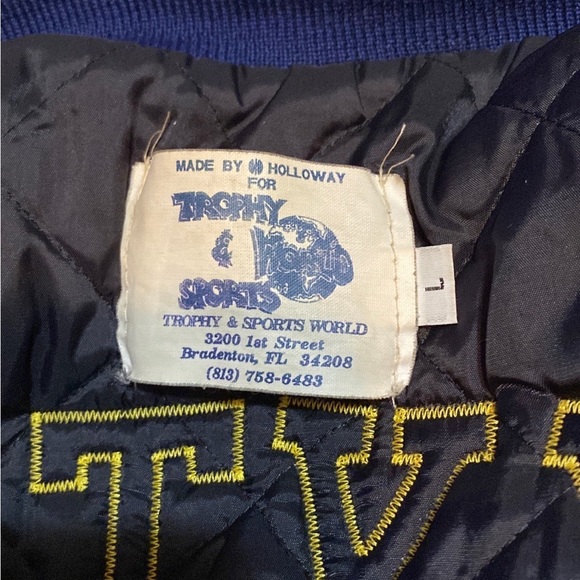 MADE BY HOLLOWAY
FOR
TROPHY
& World
SPORTS
TROPHY & SPORTS WORLD
3200 1st Street
Bradenton, FL 34208
(813) 758-6483
L